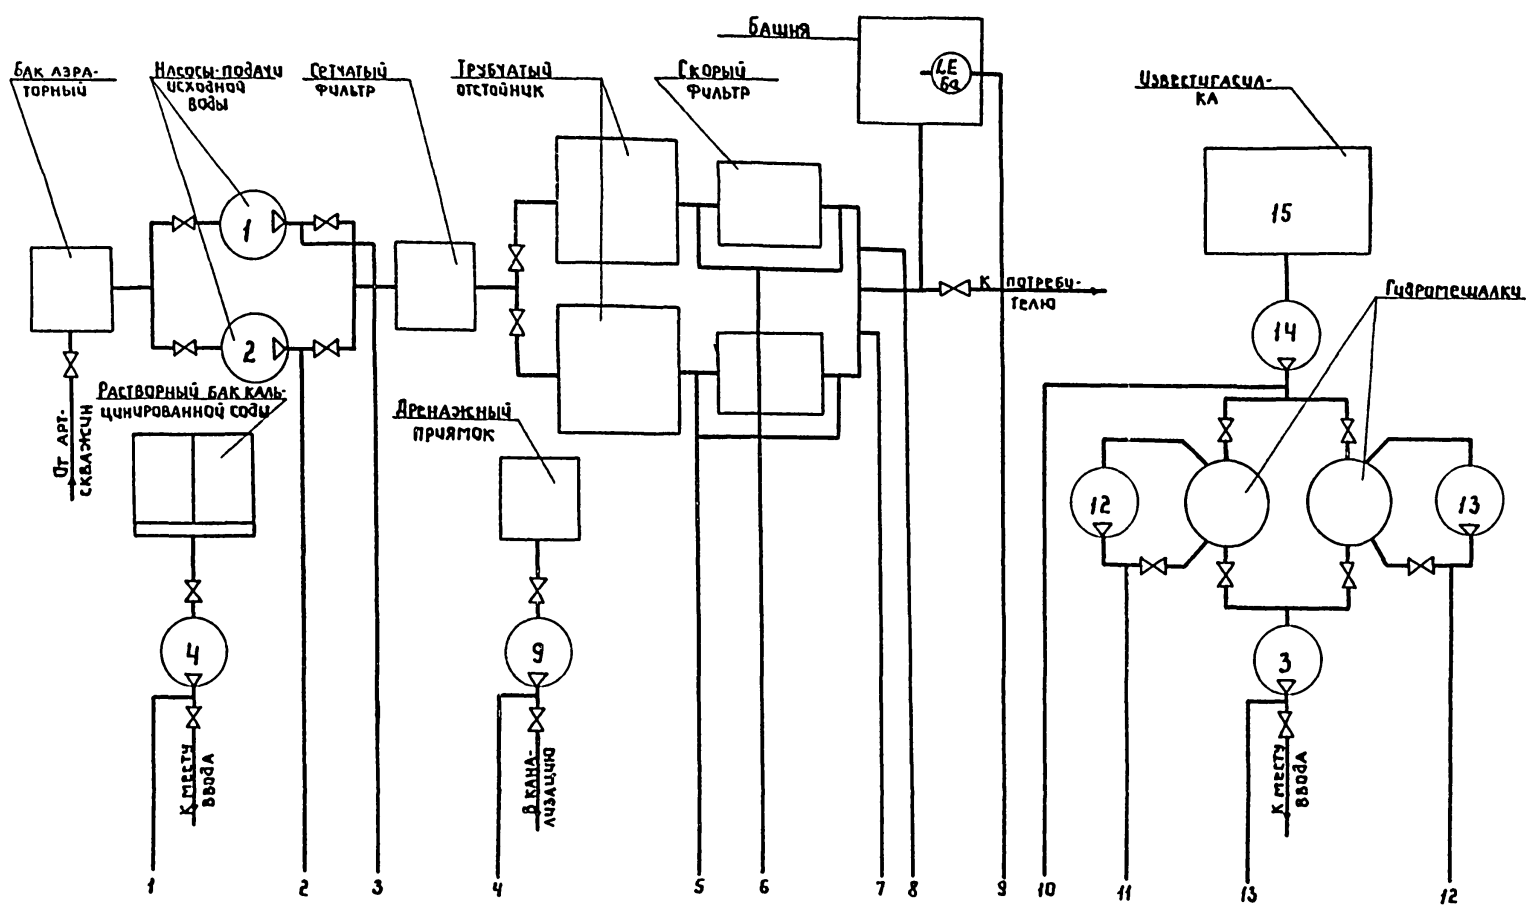 Бак аэра-
торный
Насосы-подачи
исходной
воды
Сетчатый
фильтр
Трубчатый
отстойник
Скорый
фильтр
Башня
LE
6а
Известигасил-
ка
15
1
2
К потреби-
телю
14
Гидромешалки
От арт-
скважин
Растворный бак каль-
цинированной соды
Дренажный
приямок
12
13
4
9
3
К месту
ввода
В кана-
лизацию
К месту
ввода
1
2
3
4
5
6
7
8
9
10
11
13
12